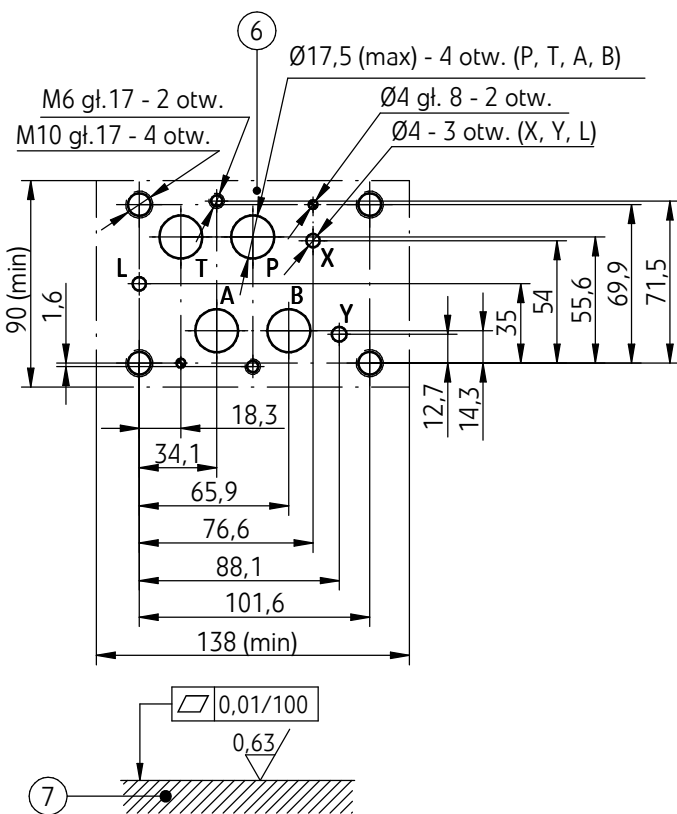 6
Ø17,5 (max) - 4 otw. (P, T, A, B)
M6 gł.17 - 2 otw.
Ø4 gł. 8 - 2 otw.
M10 gł.17 - 4 otw.
Ø4 - 3 otw. (X, Y, L)
90 (min)
1,6
L
T
P
X
A
B
Y
12,7
14,3
35
54
55,6
69,9
71,5
18,3
34,1
65,9
76,6
88,1
101,6
138 (min)
0,01/100
0,63
7